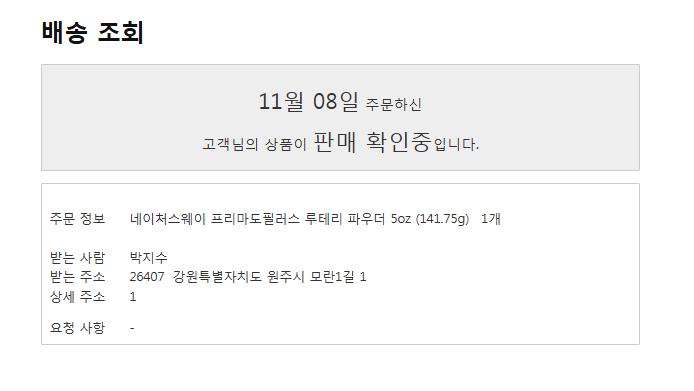 배송 조회
11월 08일 주문하신
고객님의 상품이 판매 확인중입니다.
주문 정보 네이처스웨이 프리마도필러스 루테리 파우더 5oz (141.75g) 1개
받는 사람 박지수
받는 주소 26407 강원특별자치도 원주시 모란1길 1
상세 주소 1
요청 사항 -